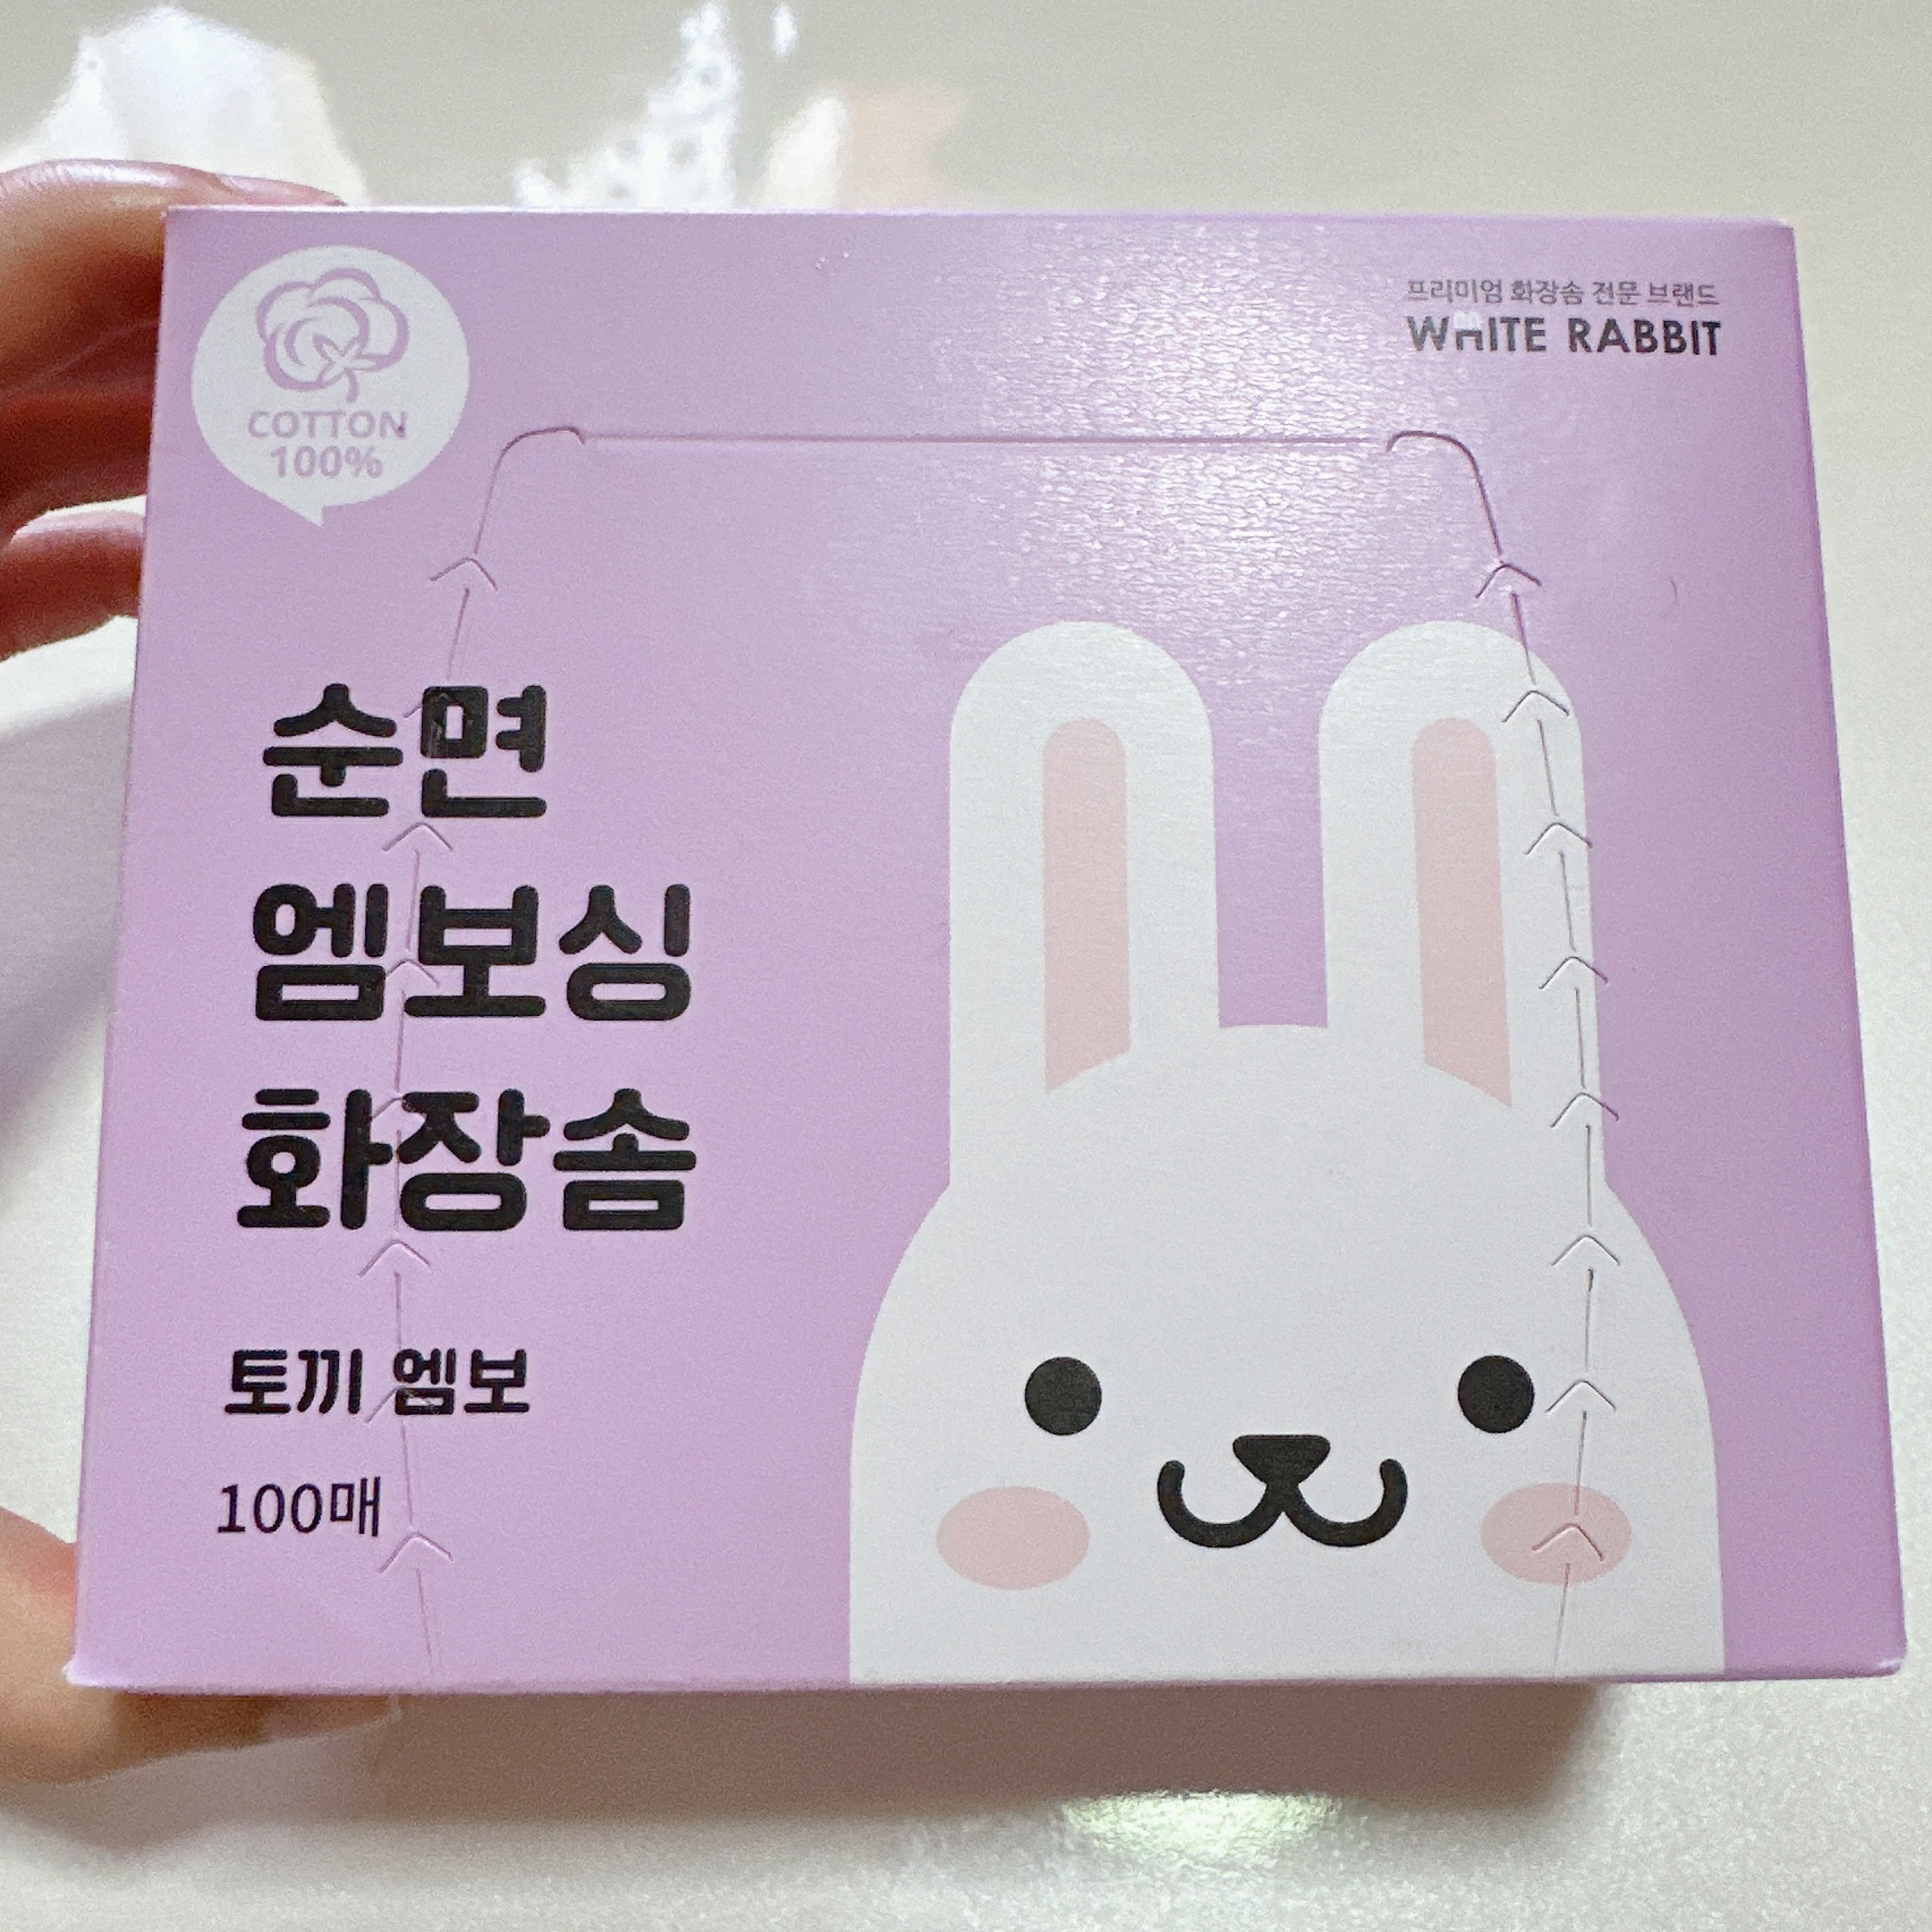 COTTON
100%
프리미엄 화장솜 전문 브랜드
WHITE RABBIT
순면
엠보싱
화장솜
토끼 엠보
100매